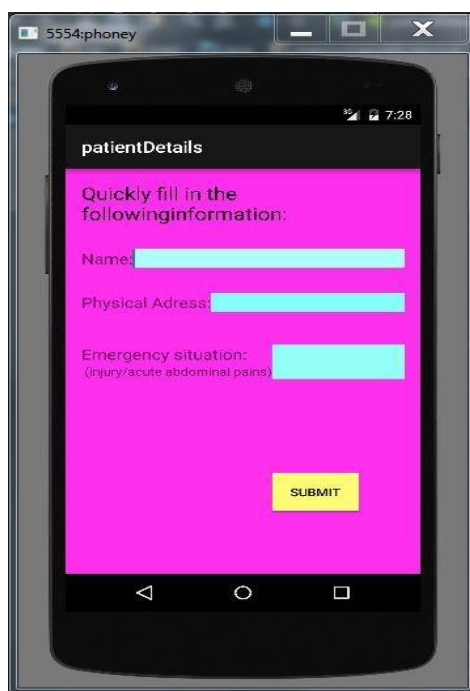 5554:phoney
3G 7:28
patientDetails
Quickly fill in the
followinginformation:
Name:
Physical Adress:
Emergency situation:
(injury/acute abdominal pains)
SUBMIT